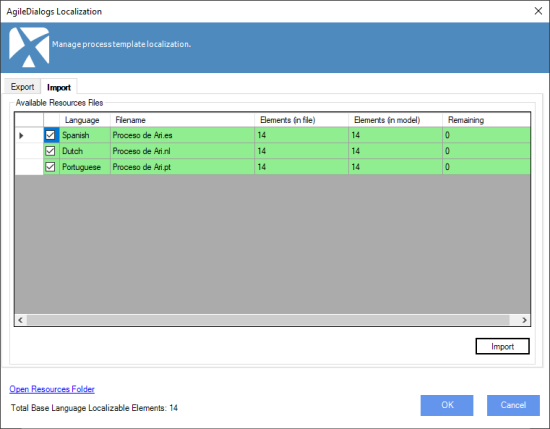 AgileDialogs Localization
Manage process template localization.
Export Import
Available Resources Files
Language Filename Elements (in file) Elements (in model) Remaining
Spanish Proceso de Ari.es 14 14 0
Dutch Proceso de Ari.nl 14 14 0
Portuguese Proceso de Ari.pt 14 14 0
Import
Open Resources Folder
Total Base Language Localizable Elements: 14
OK Cancel